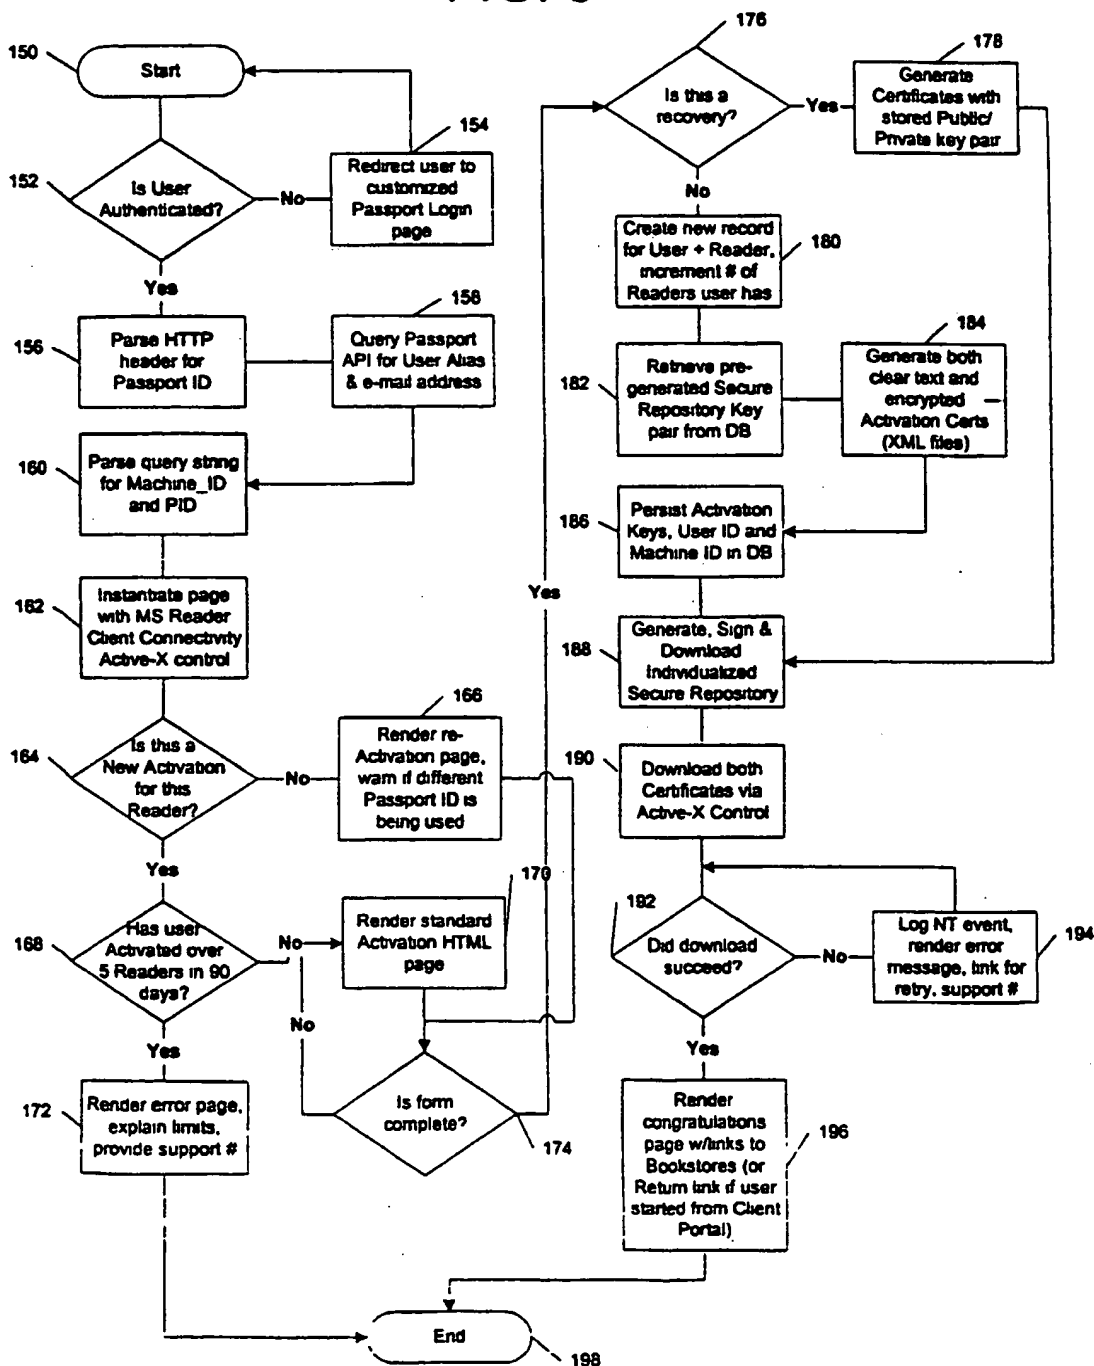 150
Start
154
Redirect user to
customized
Passport Login
page
152
Is User
Authenticated?
No
Yes
156
Parse HTTP
header for
Passport ID
158
Query Passport
API for User Alias
& e-mail address
160
Parse query string
for Machine_ID
and PID
162
Instantiate page
with MS Reader
Client Connectivity
Active-X control
164
Is this a
New Activation
for this
Reader?
No
166
Render re-
Activation page,
warn if different
Passport ID is
being used
Yes
168
Has user
Activated over
5 Readers in 90
days?
No
170
Render standard
Activation HTML
page
No
Yes
172
Render error page,
explain limits,
provide support #
Is form
complete?
174
Yes
176
Is this a
recovery?
Yes
178
Generate
Certificates with
stored Public/
Private key pair
No
Create new record
for User + Reader,
increment # of
Readers user has
180
182
Retrieve pre-
generated Secure
Repository Key
pair from DB
184
Generate both
clear text and
encrypted
Activation Certs
(XML files)
186
Persist Activation
Keys, User ID and
Machine ID in DB
188
Generate, Sign &
Download
Individualized
Secure Repository
190
Download both
Certificates via
Active-X Control
192
Did download
succeed?
No
Log NT event,
render error
message, link for
retry, support #
194
Yes
Render
congratulations
page w/links to
Bookstores (or
Return link if user
started from Client
Portal)
196
End
198